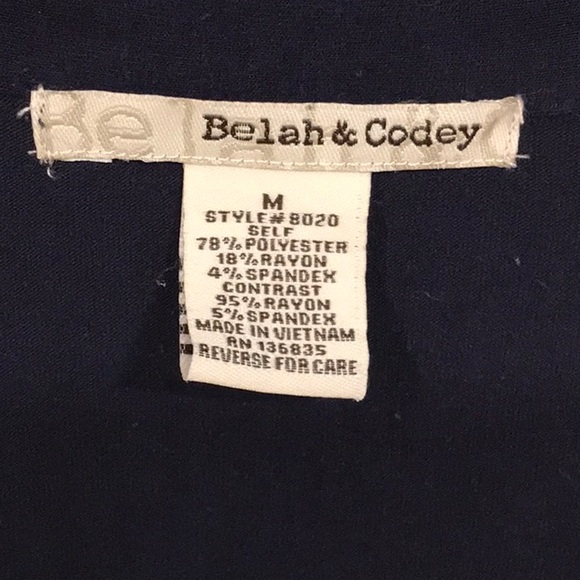 Belah & Codey
M
STYLE# 8020
SELF
78% POLYESTER
18% RAYON
4% SPANDEX
CONTRAST
95% RAYON
5% SPANDEX
MADE IN VIETNAM
RN 136835
REVERSE FOR CARE